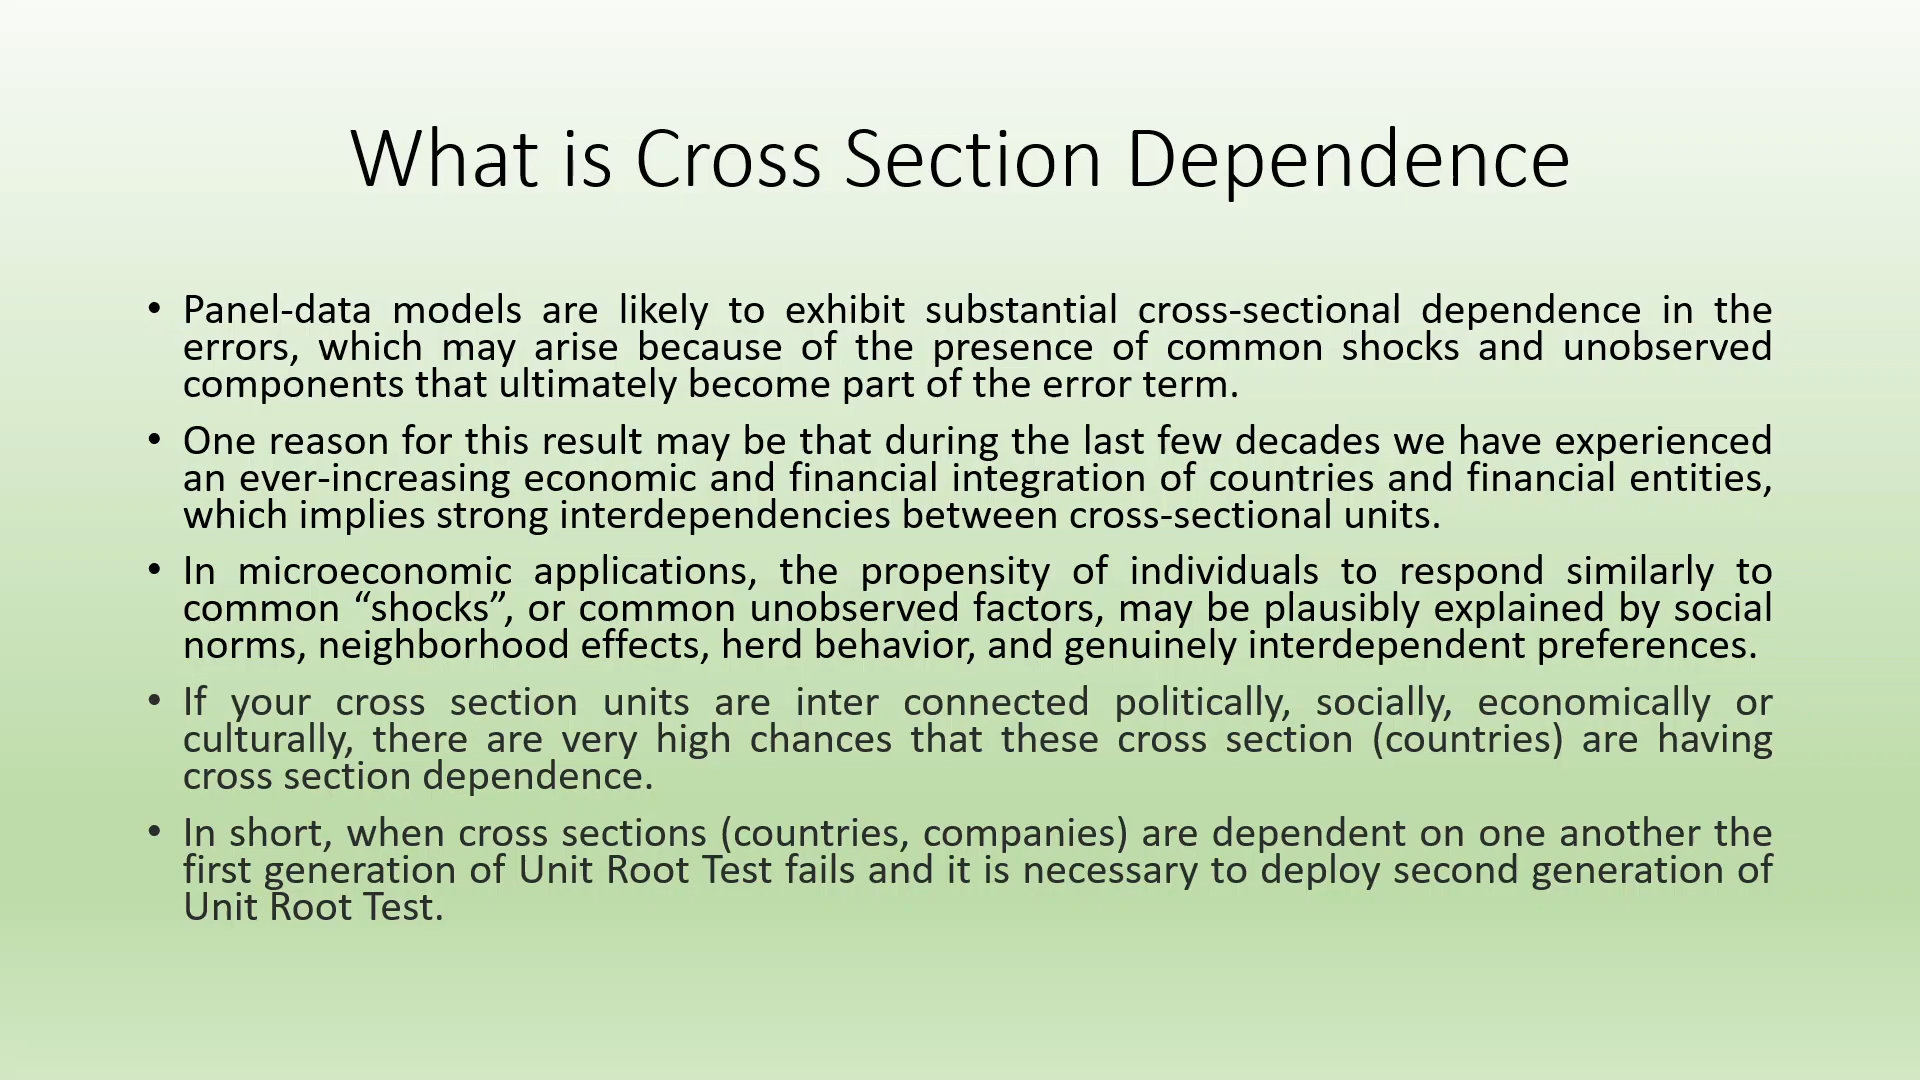 What is Cross Section Dependence
• Panel-data models are likely to exhibit substantial cross-sectional dependence in the
errors, which may arise because of the presence of common shocks and unobserved
components that ultimately become part of the error term.
• One reason for this result may be that during the last few decades we have experienced
an ever-increasing economic and financial integration of countries and financial entities,
which implies strong interdependencies between cross-sectional units.
• In microeconomic applications, the propensity of individuals to respond similarly to
common “shocks”, or common unobserved factors, may be plausibly explained by social
norms, neighborhood effects, herd behavior, and genuinely interdependent preferences.
• If your cross section units are inter connected politically, socially, economically or
culturally, there are very high chances that these cross section (countries) are having
cross section dependence.
• In short, when cross sections (countries, companies) are dependent on one another the
first generation of Unit Root Test fails and it is necessary to deploy second generation of
Unit Root Test.